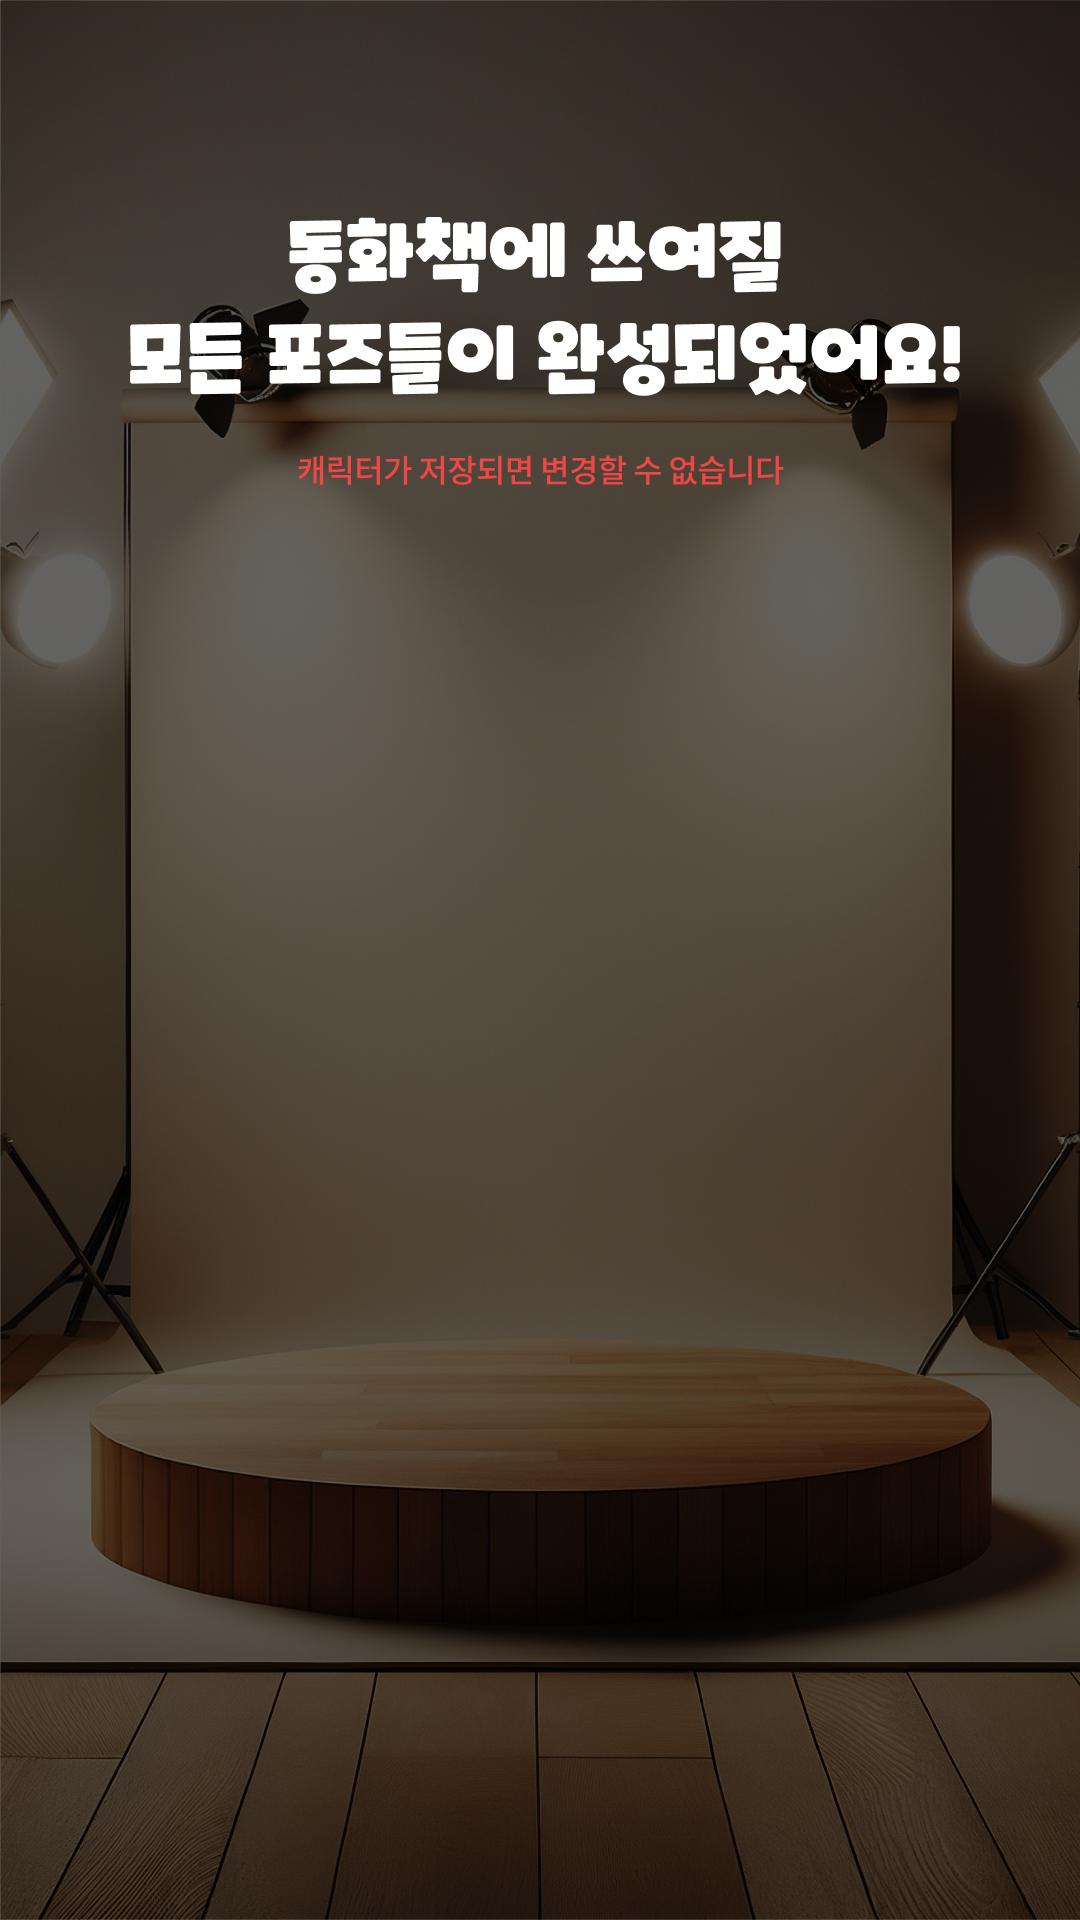 동화책에 쓰여질
모든 포즈들이 완성되었어요!
캐릭터가 저장되면 변경할 수 없습니다